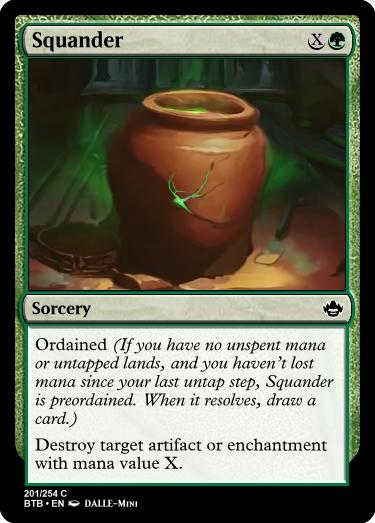 Squander X
Sorcery
Ordained (If you have no unspent mana
or untapped lands, and you haven't lost
mana since your last untap step, Squander
is preordained. When it resolves, draw a
card.)
Destroy target artifact or enchantment
with mana value X.
201/254 C
BTB • EN DALLE-Mini